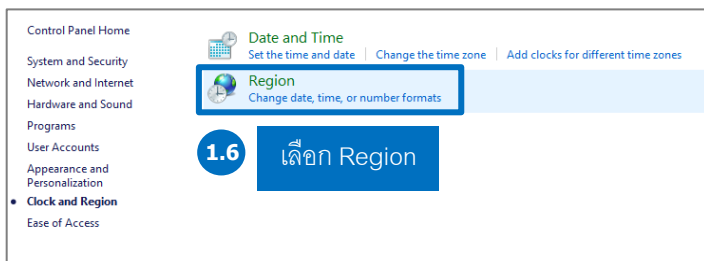 Control Panel Home
System and Security
Network and Internet
Hardware and Sound
Programs
User Accounts
Appearance and
Personalization
Clock and Region
Ease of Access
Date and Time
Set the time and date | Change the time zone | Add clocks for different time zones
Region
Change date, time, or number formats
1.6 เลือก Region